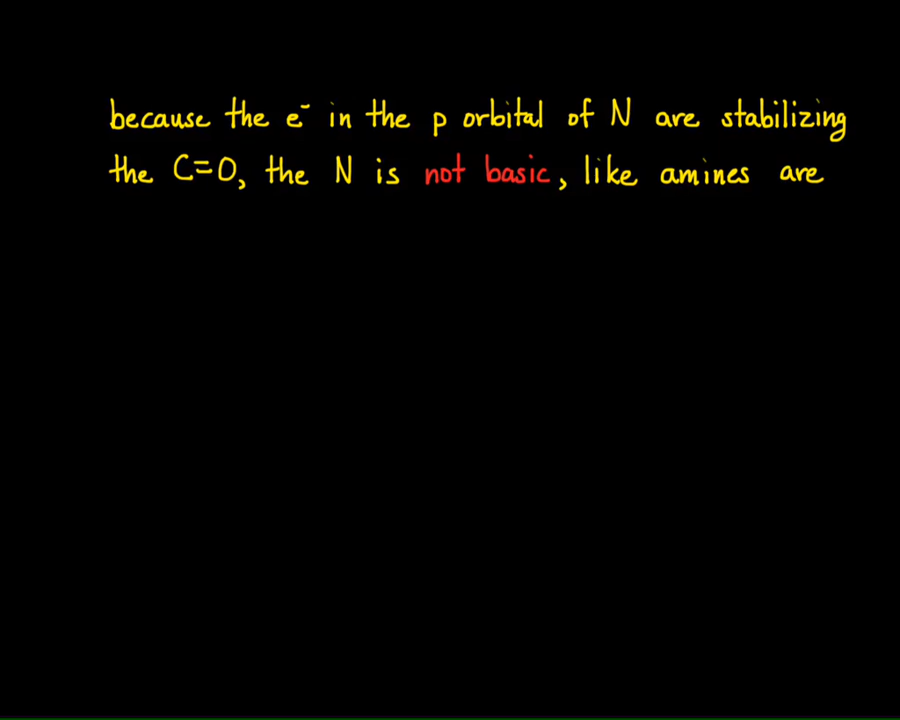 because the e⁻ in the p orbital of N are stabilizing
the C=O, the N is not basic, like amines are